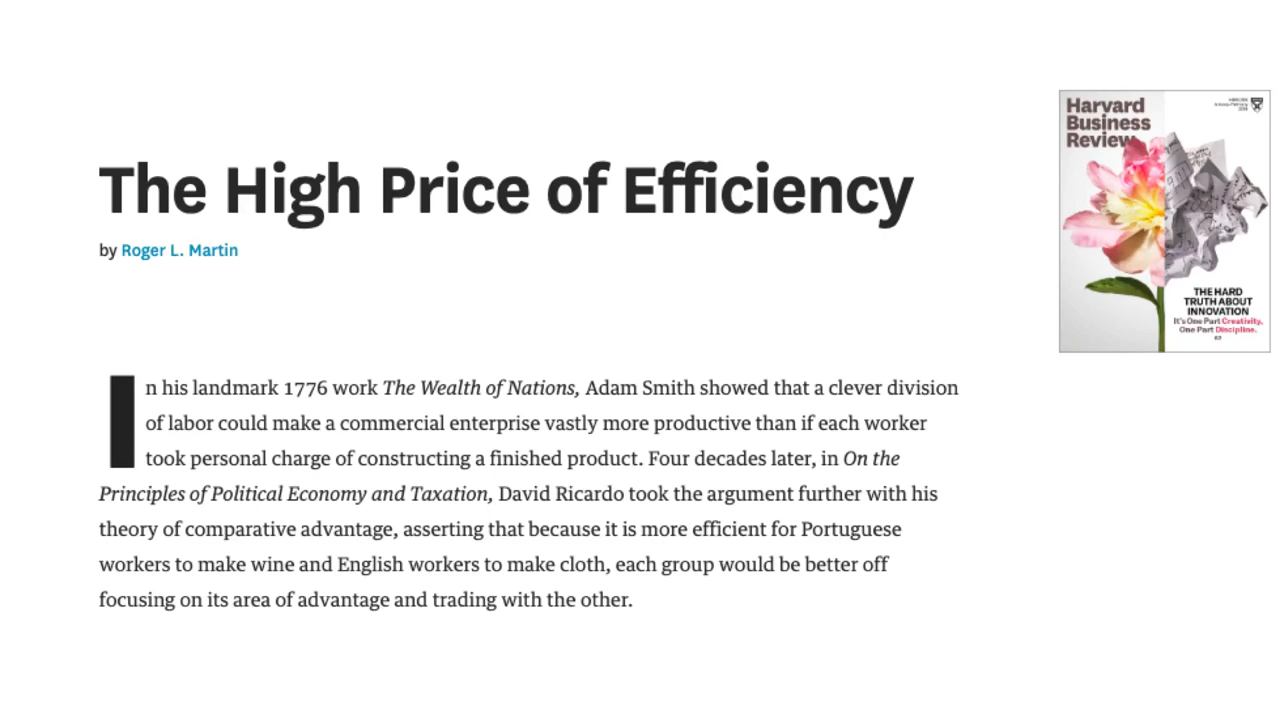 The High Price of Efficiency
by Roger L. Martin
In his landmark 1776 work The Wealth of Nations, Adam Smith showed that a clever division
of labor could make a commercial enterprise vastly more productive than if each worker
took personal charge of constructing a finished product. Four decades later, in On the
Principles of Political Economy and Taxation, David Ricardo took the argument further with his
theory of comparative advantage, asserting that because it is more efficient for Portuguese
workers to make wine and English workers to make cloth, each group would be better off
focusing on its area of advantage and trading with the other.
Harvard
Business
Review
THE HARD
TRUTH ABOUT
INNOVATION
It's One Part Creativity,
One Part Discipline.